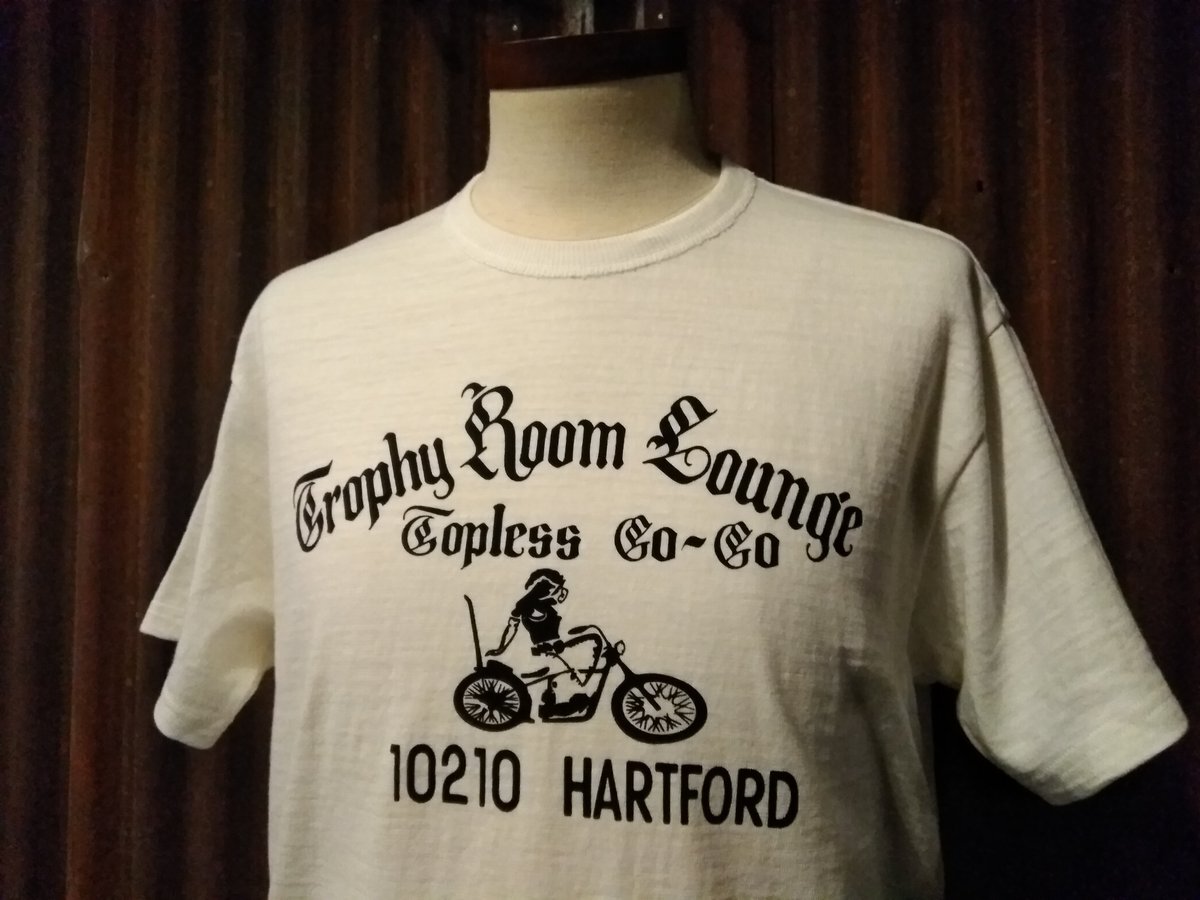 Trophy Room Lounge
Topless Go-Go
10210 HARTFORD